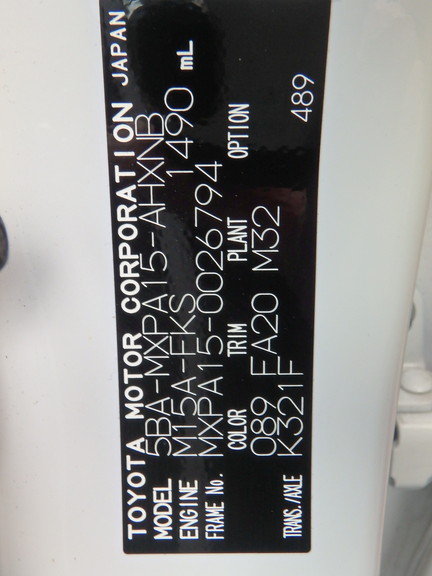 TOYOTA MOTOR CORPORATION JAPAN
MODEL 5BA-MXPA15-AHXNB
ENGINE M15A-FKS 1490 mL
FRAME No. MXPA15-0026794
COLOR TRIM PLANT OPTION
089 FA20 M32
TRANS./AXLE K321F
489